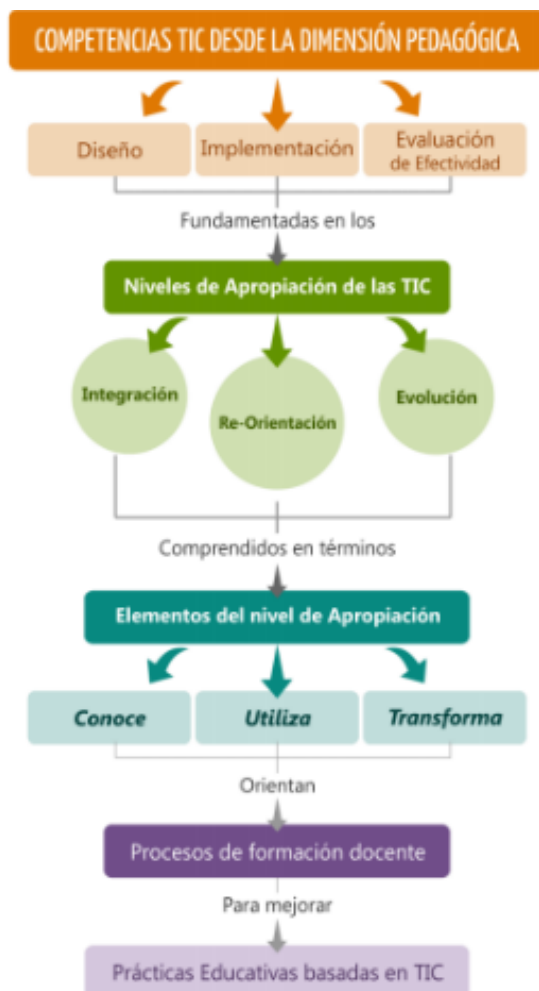 COMPETENCIAS TIC DESDE LA DIMENSIÓN PEDAGÓGICA
Diseño
Implementación
Evaluación
de Efectividad
Fundamentadas en los
Niveles de Apropiación de las TIC
Integración
Re-Orientación
Evolución
Comprendidos en términos
Elementos del nivel de Apropiación
Conoce
Utiliza
Transforma
Orientan
Procesos de formación docente
Para mejorar
Prácticas Educativas basadas en TIC